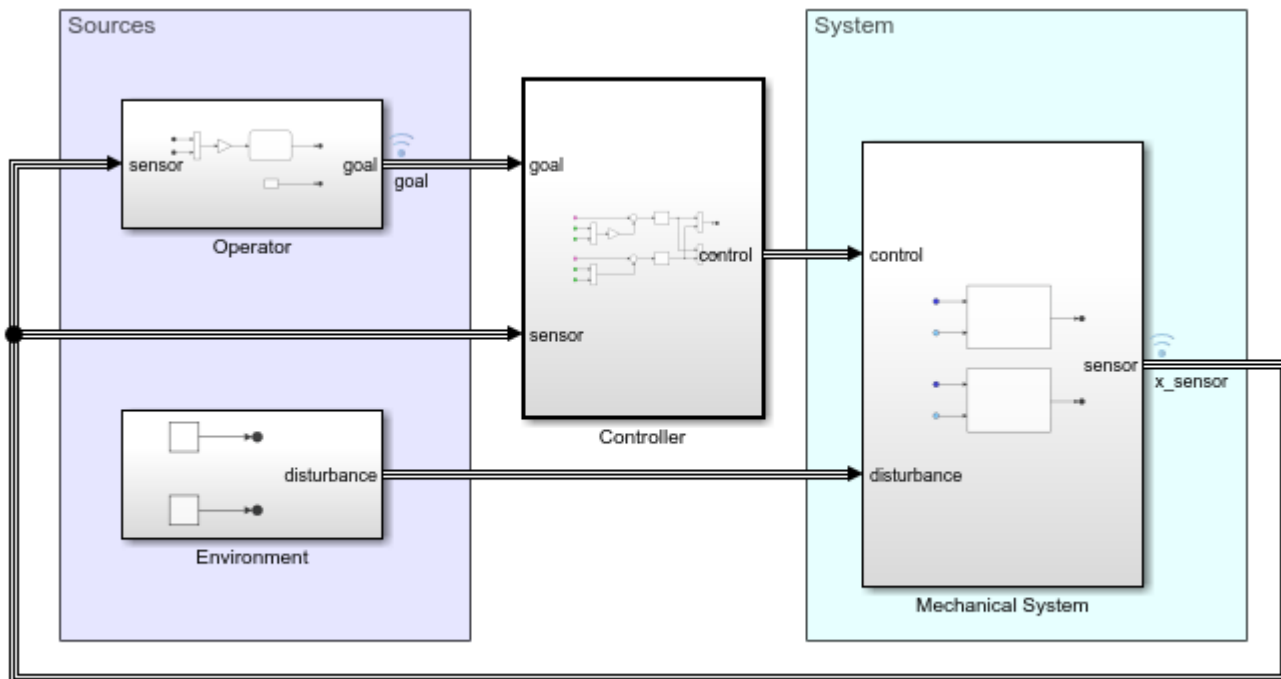 Sources
System
sensor
goal
goal
Operator
goal
control
sensor
Controller
control
sensor
x_sensor
disturbance
Mechanical System
disturbance
Environment